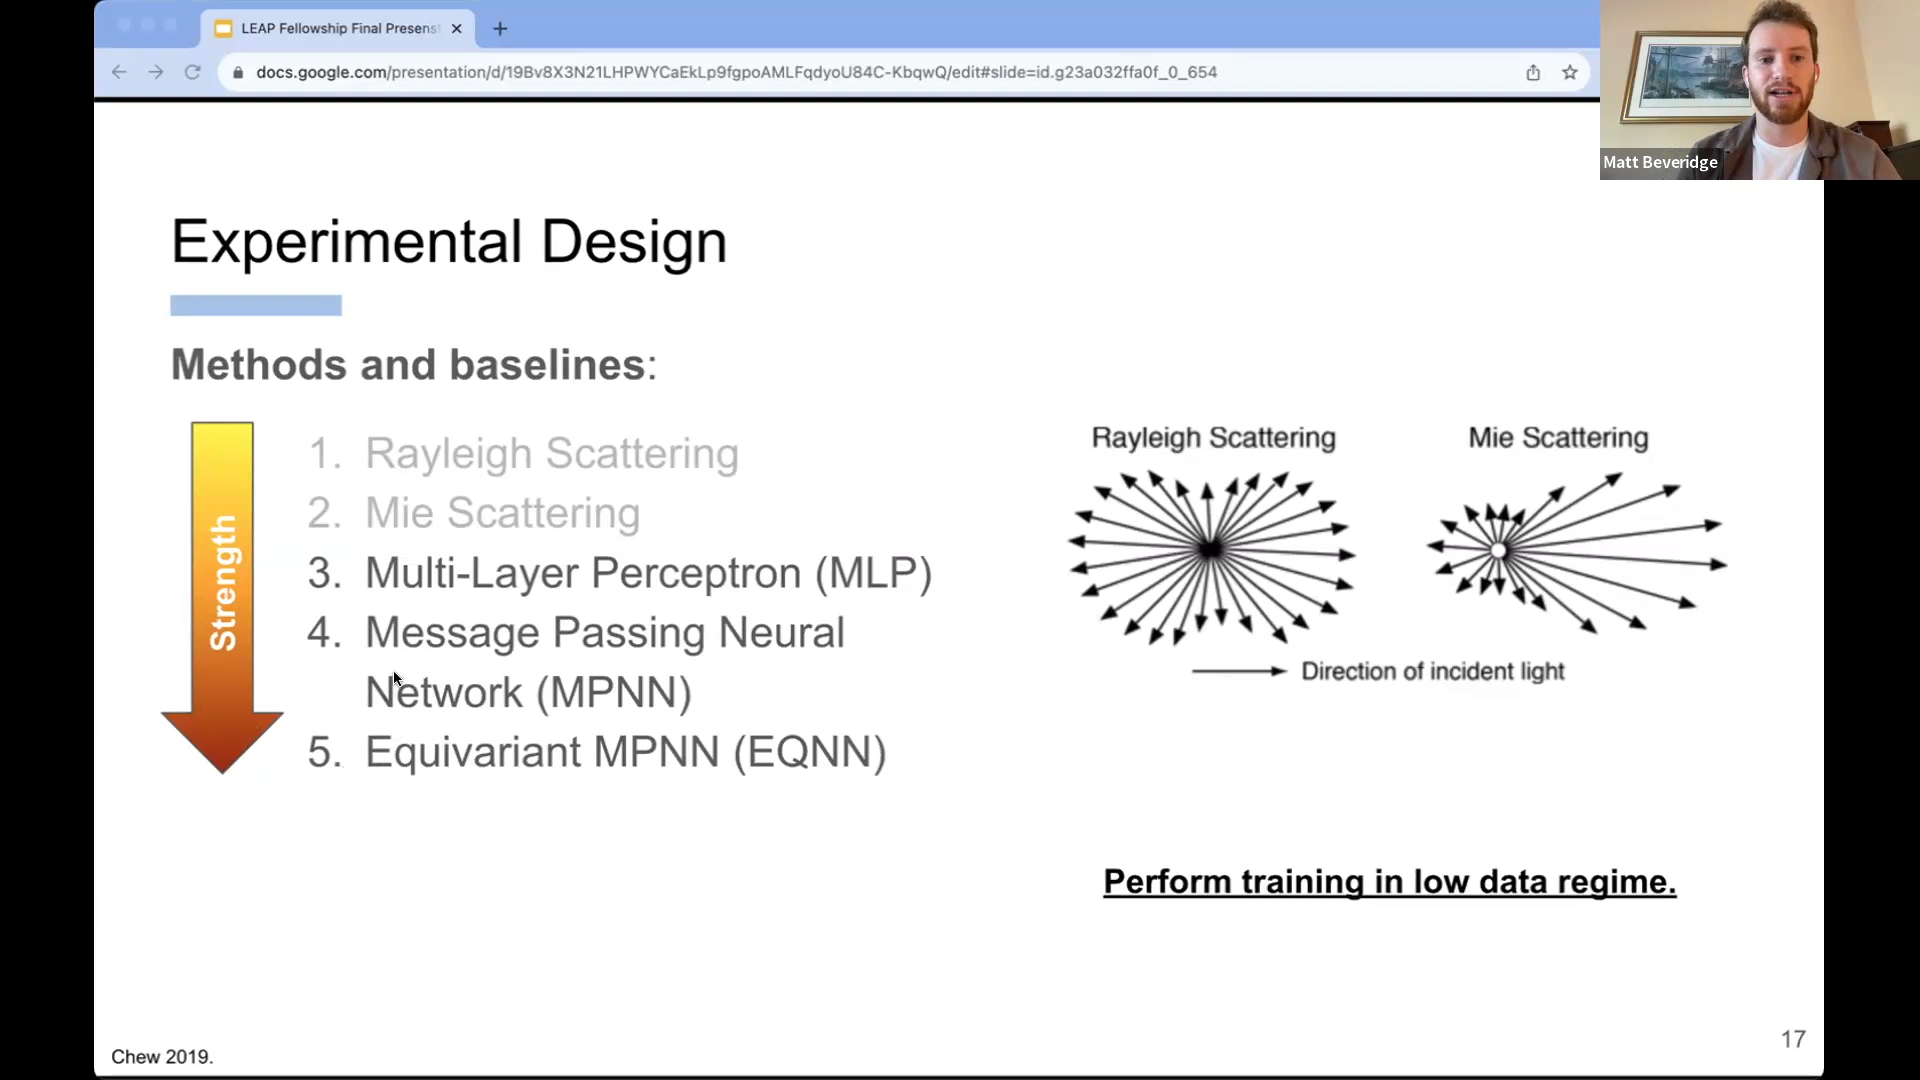 LEAP Fellowship Final Presens
docs.google.com/presentation/d/19Bv8X3N21LHPWYCaEkLp9fgpoAMLFqdyoU84C-KbqwQ/edit#slide=id.g23a032ffa0f_0_654
Matt Beveridge
Experimental Design
Methods and baselines:
Strength
1. Rayleigh Scattering
2. Mie Scattering
3. Multi-Layer Perceptron (MLP)
4. Message Passing Neural
Network (MPNN)
5. Equivariant MPNN (EQNN)
Rayleigh Scattering
Mie Scattering
Direction of incident light
Perform training in low data regime.
Chew 2019.
17